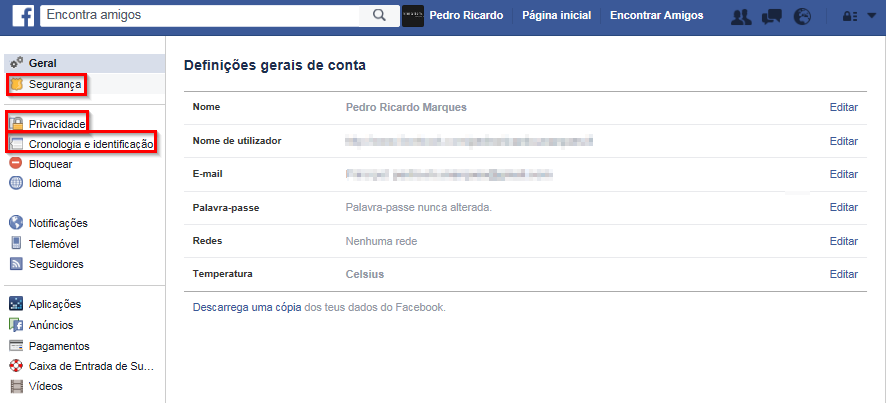 Encontra amigos
Pedro Ricardo Página inicial Encontrar Amigos
Geral
Segurança
Privacidade
Cronologia e identificação
Bloquear
Idioma
Notificações
Telemóvel
Seguidores
Aplicações
Anúncios
Pagamentos
Caixa de Entrada de Su...
Vídeos
Definições gerais de conta
Nome Pedro Ricardo Marques Editar
Nome de utilizador Editar
E-mail Editar
Palavra-passe Palavra-passe nunca alterada. Editar
Redes Nenhuma rede Editar
Temperatura Celsius Editar
Descarrega uma cópia dos teus dados do Facebook.